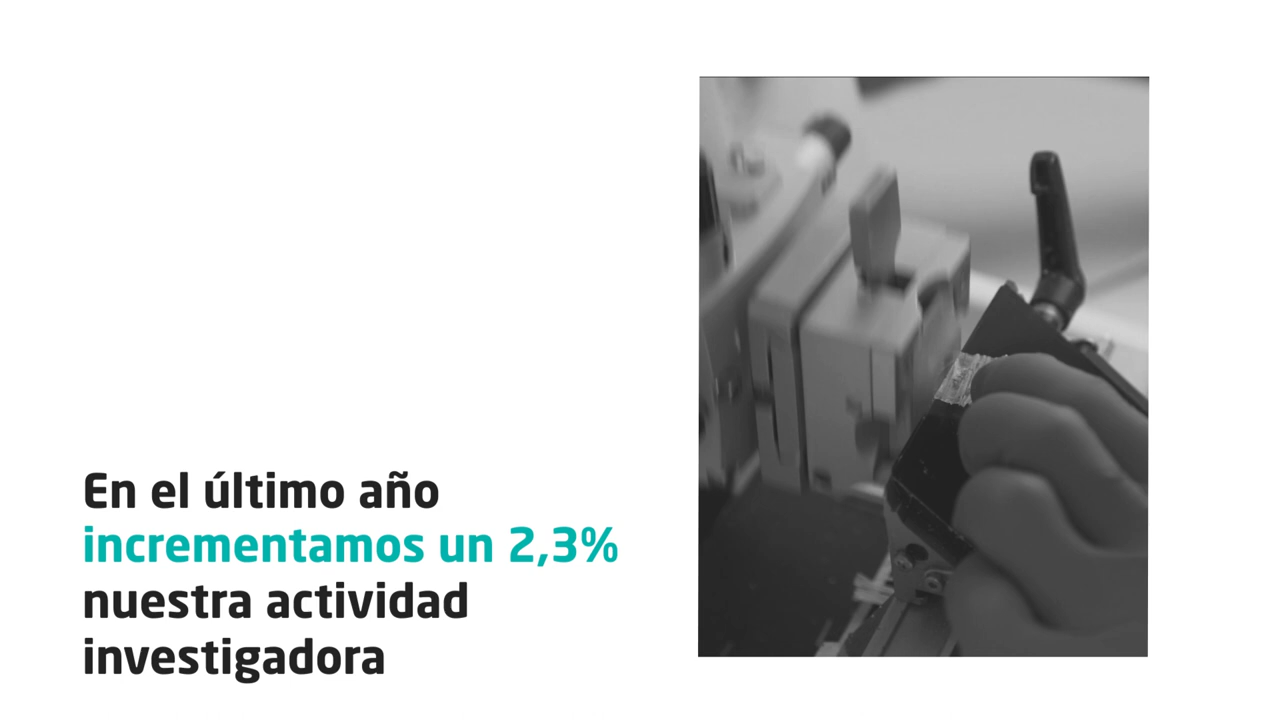 En el último año
incrementamos un 2,3%
nuestra actividad
investigadora